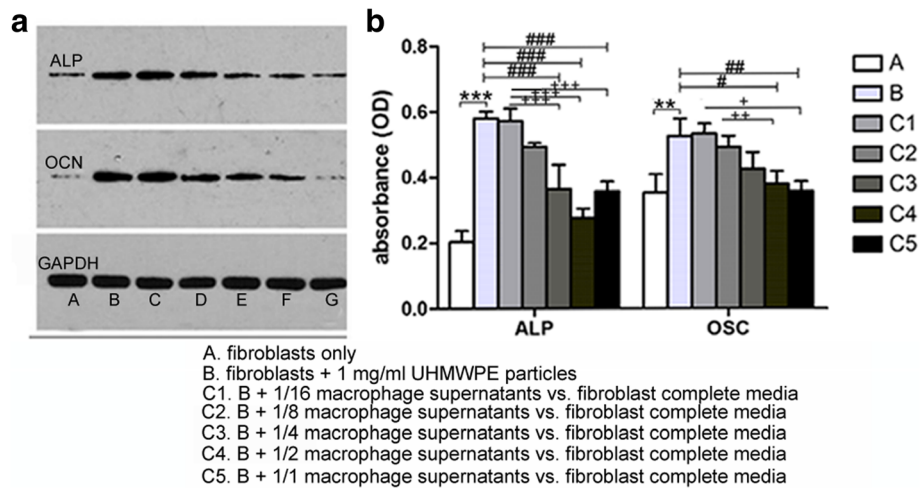 a
ALP
OCN
GAPDH
A B C D E F G
b
absorbance (OD)
0.8
0.6
0.4
0.2
0.0
###
###
###
+++
+++
+++
***
##
#
+
++
**
ALP
OSC
A
B
C1
C2
C3
C4
C5
A. fibroblasts only
B. fibroblasts + 1 mg/ml UHMWPE particles
C1. B + 1/16 macrophage supernatants vs. fibroblast complete media
C2. B + 1/8 macrophage supernatants vs. fibroblast complete media
C3. B + 1/4 macrophage supernatants vs. fibroblast complete media
C4. B + 1/2 macrophage supernatants vs. fibroblast complete media
C5. B + 1/1 macrophage supernatants vs. fibroblast complete media